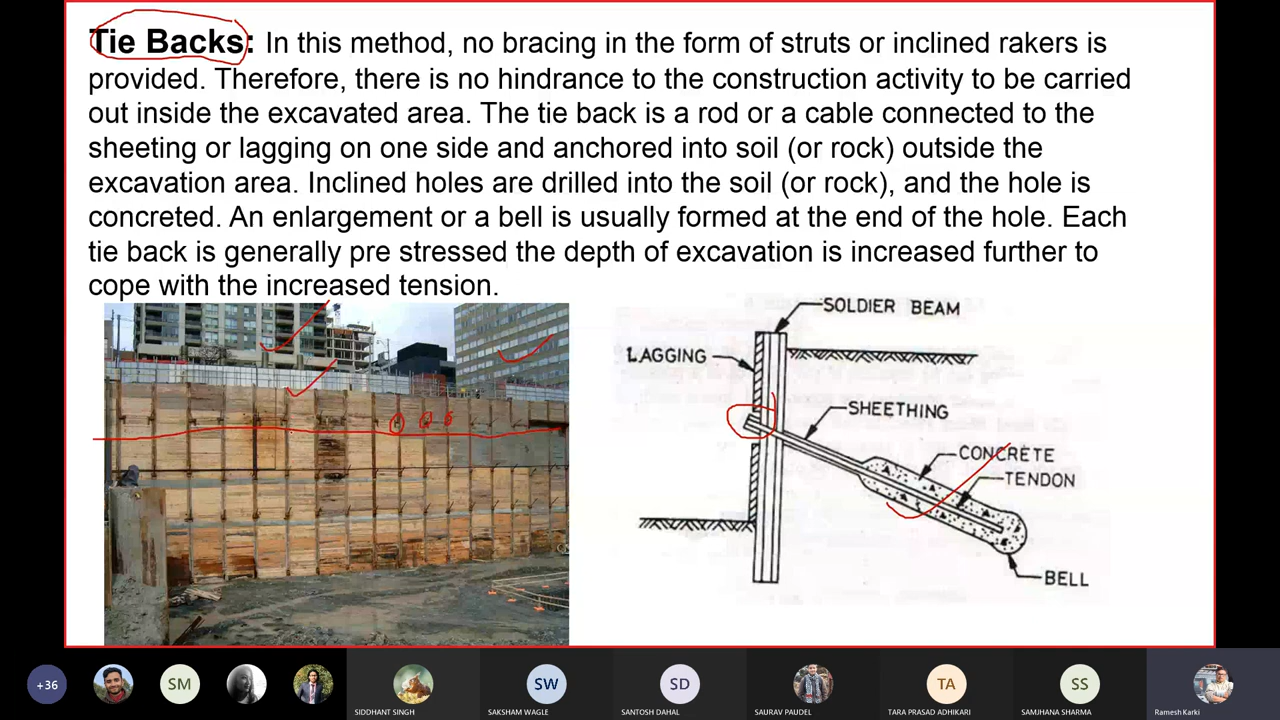 Tie Backs: In this method, no bracing in the form of struts or inclined rakers is
provided. Therefore, there is no hindrance to the construction activity to be carried
out inside the excavated area. The tie back is a rod or a cable connected to the
sheeting or lagging on one side and anchored into soil (or rock) outside the
excavation area. Inclined holes are drilled into the soil (or rock), and the hole is
concreted. An enlargement or a bell is usually formed at the end of the hole. Each
tie back is generally pre stressed the depth of excavation is increased further to
cope with the increased tension.
SOLDIER BEAM
LAGGING
SHEETHING
CONCRETE
TENDON
BELL
+36
SM
SW
SD
TA
SS
SIDDHANT SINGH
SAKSHAM WAGLE
SANTOSH DAHAL
SAURAV PAUDEL
TARA PRASAD ADHIKARI
SAMJHANA SHARMA
Ramesh Karki